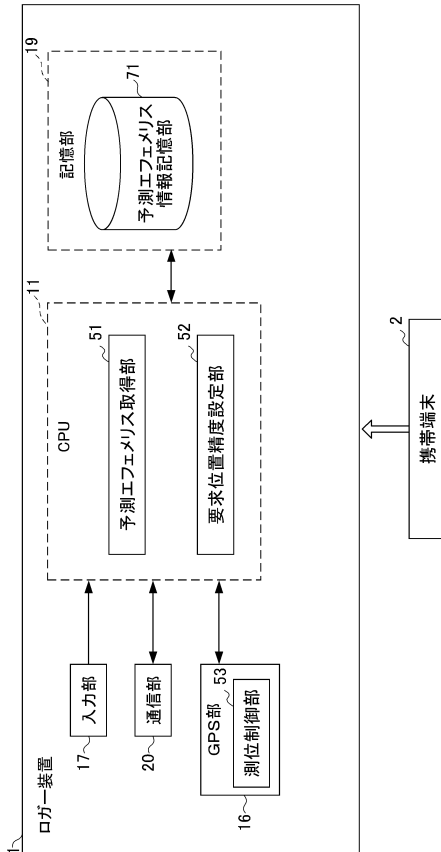 1
ロガー装置
入力部
17
通信部
20
GPS部
53
測位制御部
16
11
CPU
予測エフェメリス取得部
51
要求位置精度設定部
52
19
記憶部
71
予測エフェメリス
情報記憶部
2
携帯端末